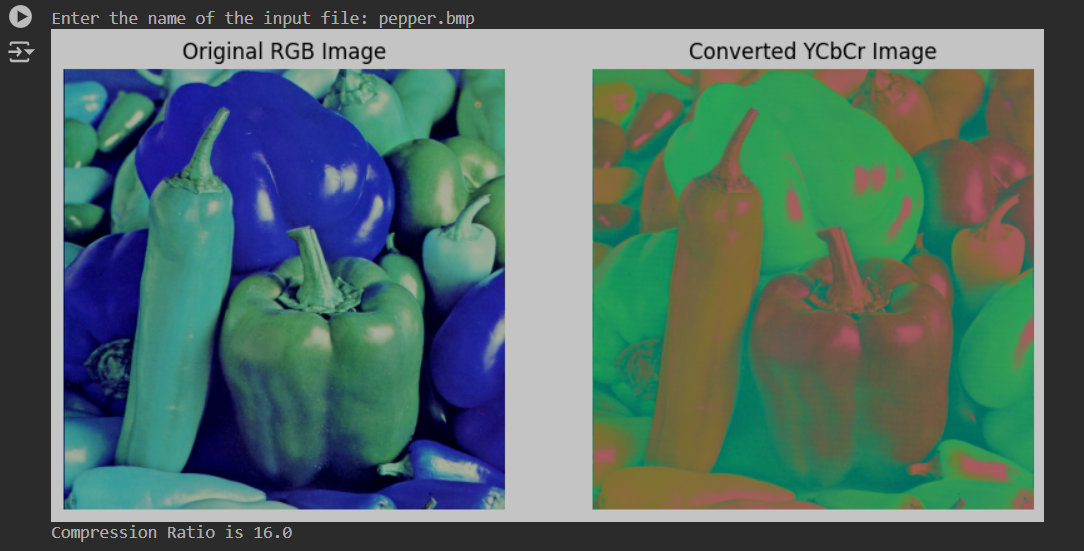 Enter the name of the input file: pepper.bmp
Original RGB Image
Converted YCbCr Image
Compression Ratio is 16.0